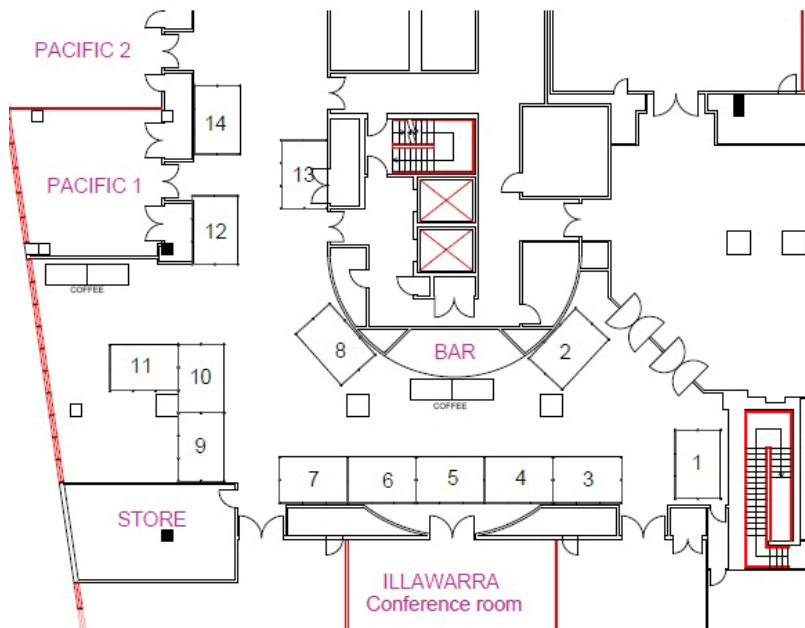 PACIFIC 2
14
13
PACIFIC 1
12
COFFEE
11
10
8
BAR
2
COFFEE
9
1
7
6
5
4
3
STORE
ILLAWARRA
Conference room